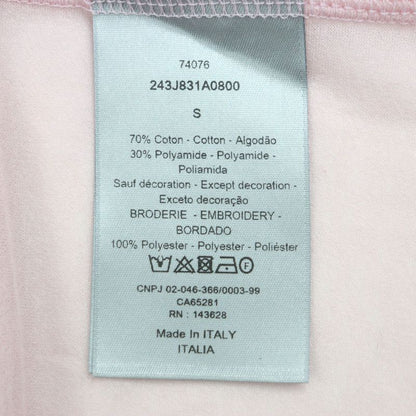 74076
243J831A0800
S
70% Coton - Cotton - Algodão
30% Polyamide - Polyamide -
Poliamida
Sauf décoration - Except decoration -
Exceto decoração
BRODERIE - EMBROIDERY -
BORDADO
100% Polyester - Polyester - Poliéster
CNPJ 02-046-366/0003-99
CA65281
RN : 143628
Made In ITALY
ITALIA